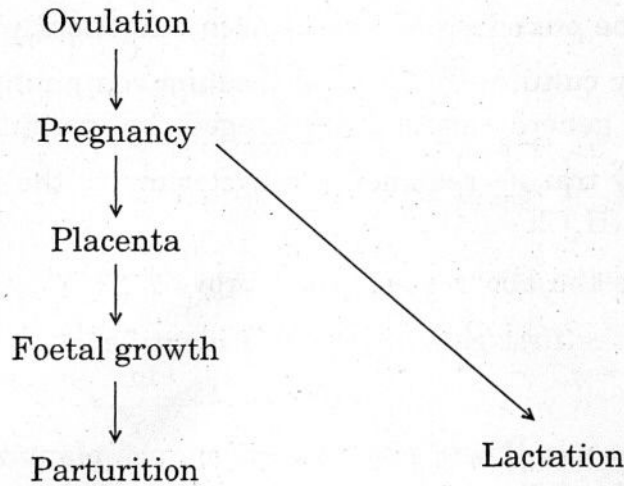 Ovulation
Pregnancy
Placenta
Foetal growth
Parturition
Lactation